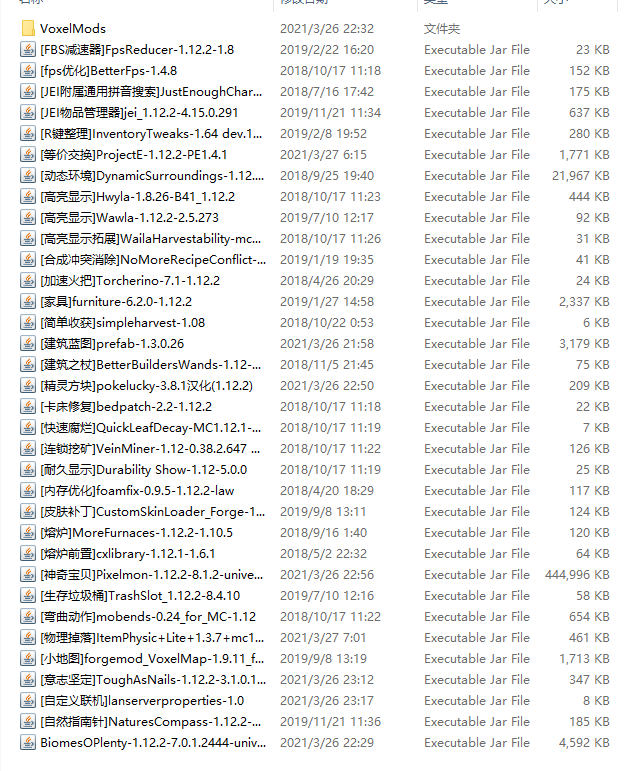 名称 修改日期 类型 大小
VoxelMods 2021/3/26 22:32 文件夹
[FBS减速器]FpsReducer-1.12.2-1.8 2019/2/22 16:20 Executable Jar File 23 KB
[fps优化]BetterFps-1.4.8 2018/10/17 11:18 Executable Jar File 152 KB
[JEI附属通用拼音搜索]JustEnoughChar... 2018/7/16 17:42 Executable Jar File 175 KB
[JEI物品管理器]jei_1.12.2-4.15.0.291 2019/11/21 11:34 Executable Jar File 637 KB
[R键整理]InventoryTweaks-1.64 dev.1... 2019/2/8 19:52 Executable Jar File 280 KB
[等价交换]ProjectE-1.12.2-PE1.4.1 2021/3/27 6:15 Executable Jar File 1,771 KB
[动态环境]DynamicSurroundings-1.12.... 2018/9/25 19:40 Executable Jar File 21,967 KB
[高亮显示]Hwyla-1.8.26-B41_1.12.2 2018/10/17 11:23 Executable Jar File 444 KB
[高亮显示]Wawla-1.12.2-2.5.273 2019/7/10 12:17 Executable Jar File 92 KB
[高亮显示拓展]WailaHarvestability-mc... 2018/10/17 11:26 Executable Jar File 31 KB
[合成冲突消除]NoMoreRecipeConflict-... 2019/1/19 19:35 Executable Jar File 41 KB
[加速火把]Torcherino-7.1-1.12.2 2018/4/26 20:29 Executable Jar File 24 KB
[家具]furniture-6.2.0-1.12.2 2019/1/27 14:58 Executable Jar File 2,337 KB
[简单收获]simpleharvest-1.08 2018/10/22 0:53 Executable Jar File 6 KB
[建筑蓝图]prefab-1.3.0.26 2021/3/26 21:58 Executable Jar File 3,179 KB
[建筑之杖]BetterBuildersWands-1.12-... 2018/11/5 21:45 Executable Jar File 75 KB
[精灵方块]pokelucky-3.8.1汉化(1.12.2) 2021/3/26 22:50 Executable Jar File 209 KB
[卡床修复]bedpatch-2.2-1.12.2 2018/10/17 11:18 Executable Jar File 22 KB
[快速腐烂]QuickLeafDecay-MC1.12.1-... 2018/10/17 11:19 Executable Jar File 7 KB
[连锁挖矿]VeinMiner-1.12-0.38.2.647 ... 2018/10/17 11:22 Executable Jar File 126 KB
[耐久显示]Durability Show-1.12-5.0.0 2018/10/17 11:19 Executable Jar File 25 KB
[内存优化]foamfix-0.9.5-1.12.2-law 2018/4/20 18:29 Executable Jar File 117 KB
[皮肤补丁]CustomSkinLoader_Forge-1... 2019/9/8 13:11 Executable Jar File 124 KB
[熔炉]MoreFurnaces-1.12.2-1.10.5 2018/9/16 1:40 Executable Jar File 120 KB
[熔炉前置]cxlibrary-1.12.1-1.6.1 2018/5/2 22:32 Executable Jar File 64 KB
[神奇宝贝]Pixelmon-1.12.2-8.1.2-unive... 2021/3/26 22:56 Executable Jar File 444,996 KB
[生存垃圾桶]TrashSlot_1.12.2-8.4.10 2019/7/10 12:16 Executable Jar File 58 KB
[弯曲动作]mobends-0.24_for_MC-1.12 2018/10/17 11:22 Executable Jar File 654 KB
[物理掉落]ItemPhysic+Lite+1.3.7+mc1... 2021/3/27 7:01 Executable Jar File 461 KB
[小地图]forgemod_VoxelMap-1.9.11_f... 2019/9/8 13:19 Executable Jar File 1,713 KB
[意志坚定]ToughAsNails-1.12.2-3.1.0.1... 2021/3/26 23:12 Executable Jar File 347 KB
[自定义联机]lanserverproperties-1.0 2021/3/26 23:17 Executable Jar File 8 KB
[自然指南针]NaturesCompass-1.12.2-... 2019/11/21 11:36 Executable Jar File 185 KB
BiomesOPlenty-1.12.2-7.0.1.2444-univ... 2021/3/26 22:29 Executable Jar File 4,592 KB